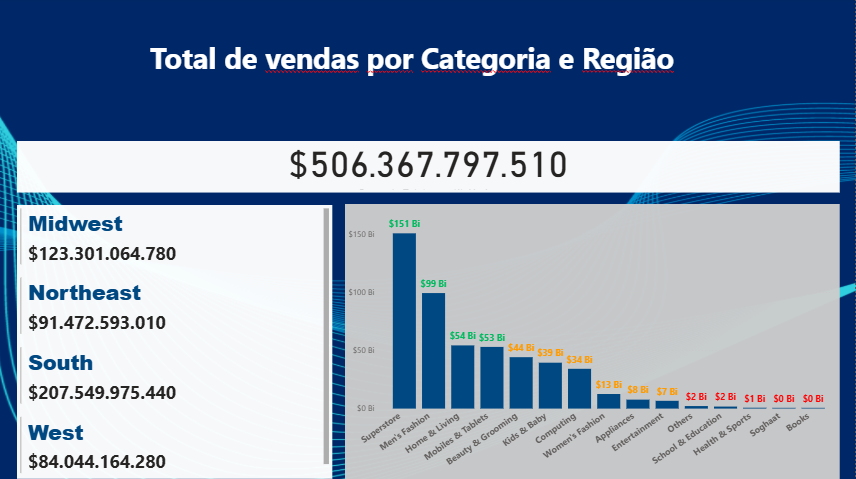 Total de vendas por Categoria e Região
$506.367.797.510
Midwest
$123.301.064.780
Northeast
$91.472.593.010
South
$207.549.975.440
West
$84.044.164.280
$150 Bi
$100 Bi
$50 Bi
$0 Bi
$151 Bi
$99 Bi
$54 Bi
$53 Bi
$44 Bi
$39 Bi
$34 Bi
$13 Bi
$8 Bi
$7 Bi
$2 Bi
$2 Bi
$1 Bi
$0 Bi
$0 Bi
Superstore
Men's Fashion
Home & Living
Mobiles & Tablets
Beauty & Grooming
Kids & Baby
Computing
Women's Fashion
Appliances
Entertainment
Others
School & Education
Health & Sports
Soghaat
Books